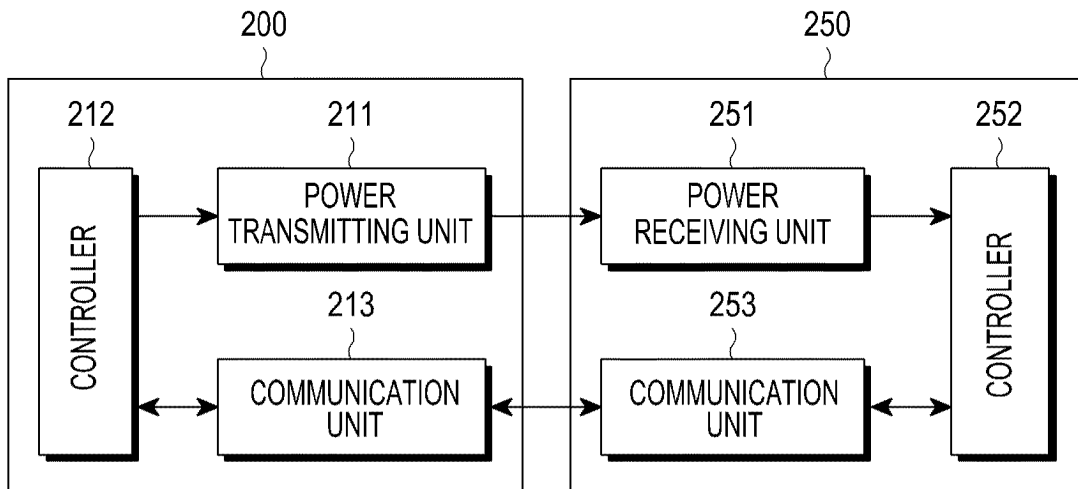 200
250
212
211
251
252
CONTROLLER
POWER
TRANSMITTING UNIT
POWER
RECEIVING UNIT
CONTROLLER
213
253
COMMUNICATION
UNIT
COMMUNICATION
UNIT